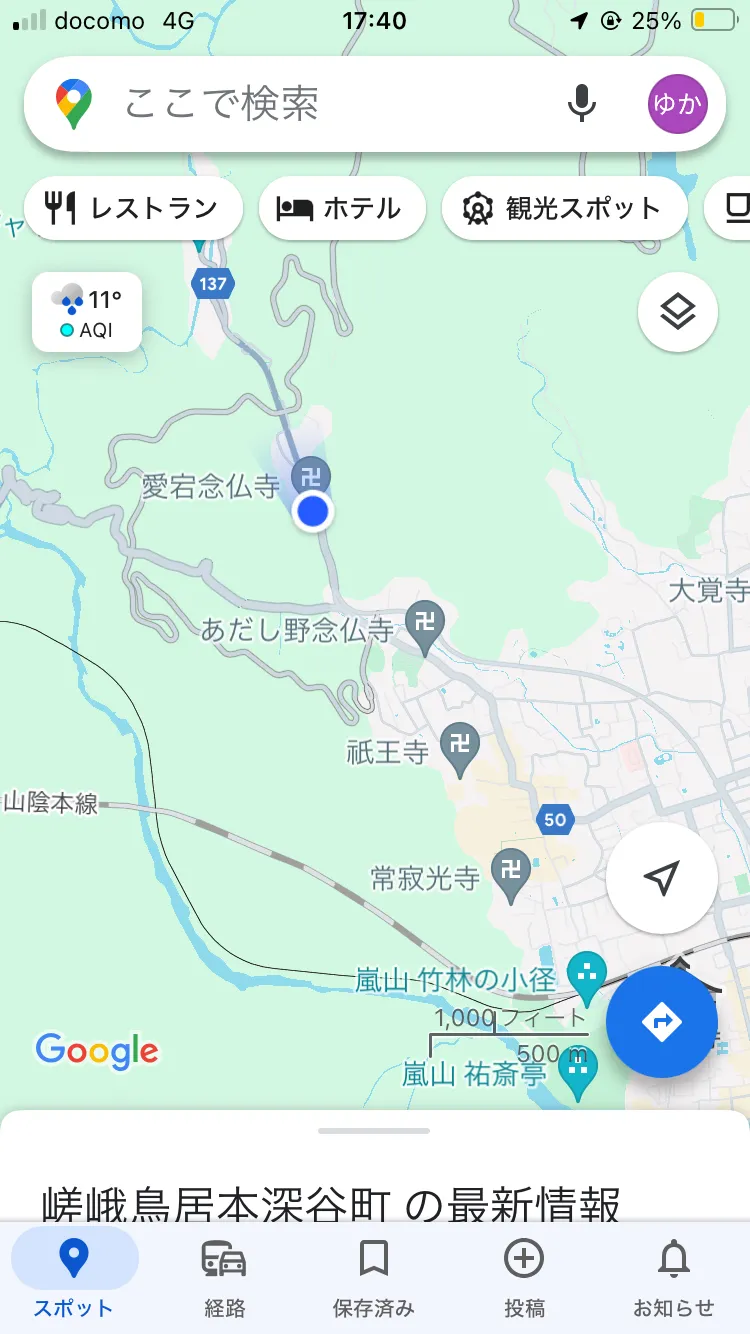 docomo 4G 17:40 25%
ここで検索
ゆか
レストラン
ホテル
観光スポット
ヤ
137
11°
AQI
愛宕念仏寺
大覚寺
あだし野念仏寺
祇王寺
山陰本線
50
常寂光寺
嵐山 竹林の小径
1,000フィート
500 m
嵐山 祐斎亭
Google
嵯峨鳥居本深谷町 の最新情報
スポット
経路
保存済み
投稿
お知らせ